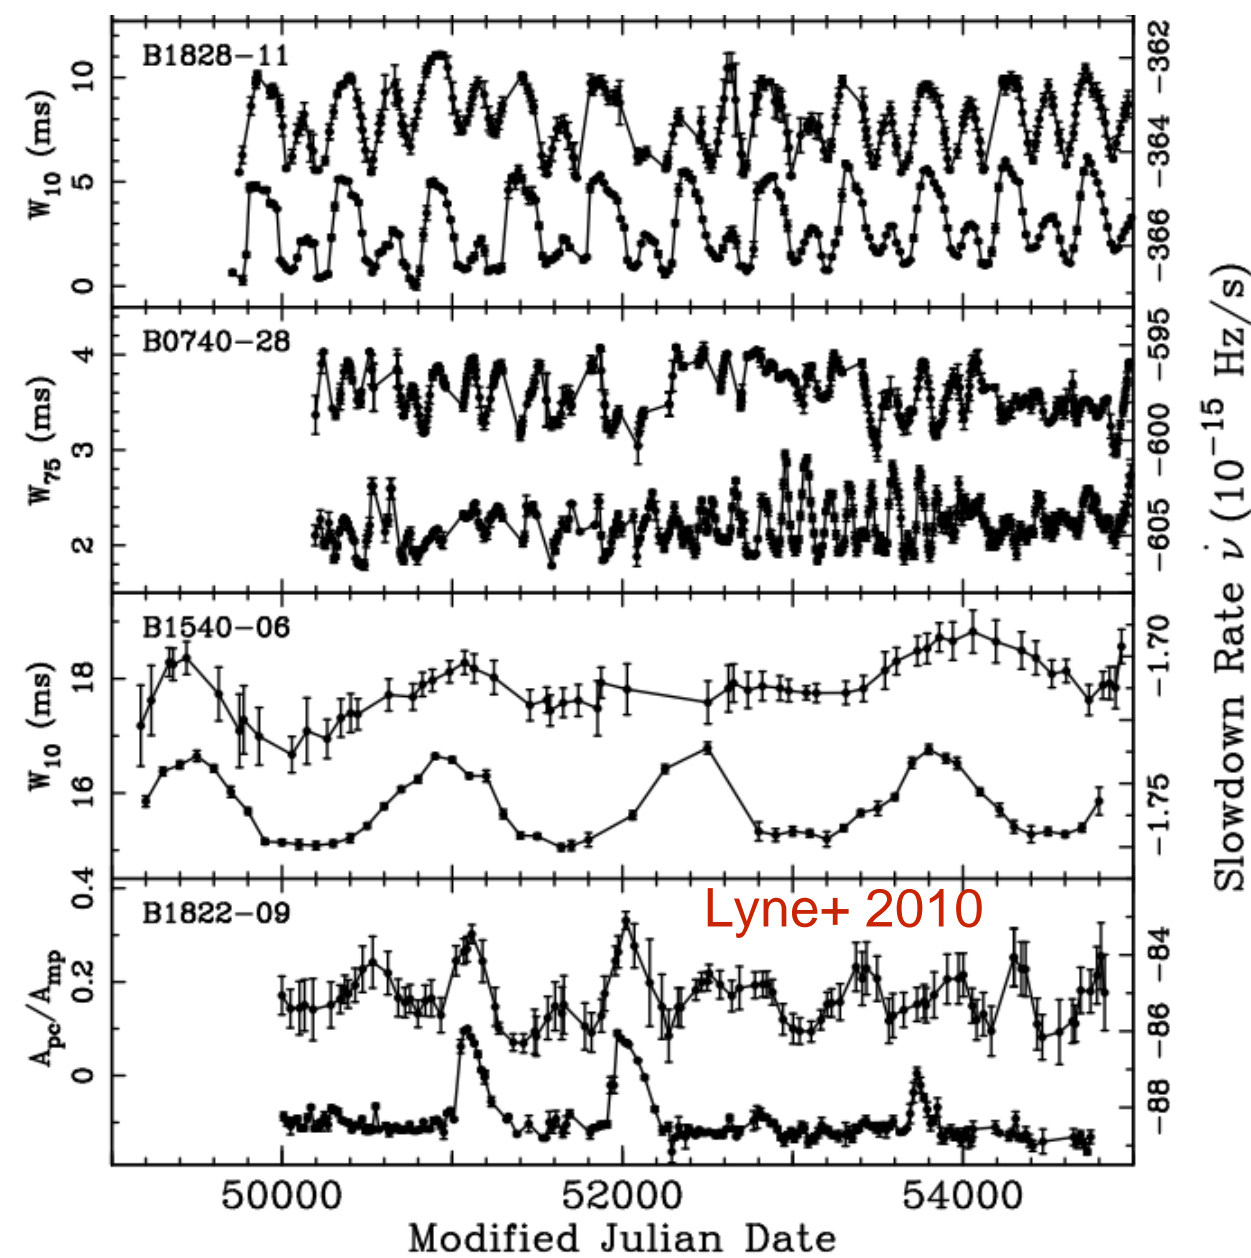 B1828-11
W10 (ms)
10
5
0
-362
-364
-366
B0740-28
W75 (ms)
4
3
2
-595
-600
-605
B1540-06
W10 (ms)
18
16
-1.70
-1.75
B1822-09
Lyne+ 2010
Apc/Amp
0.4
0.2
0
-84
-86
-88
Slowdown Rate ν̇ (10^−15 Hz/s)
50000 52000 54000
Modified Julian Date